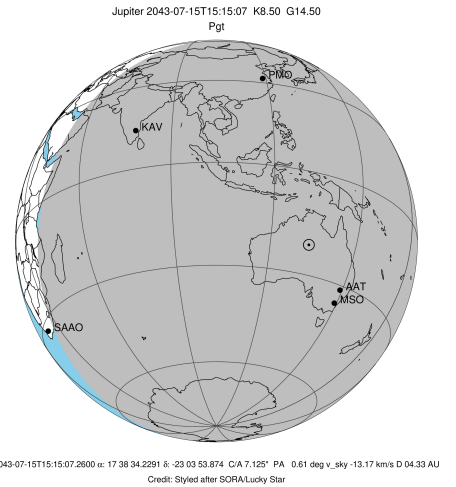 Jupiter 2043-07-15T15:15:07 K8.50 G14.50
Pgt
PMO
KAV
AAT
MSO
SAAO
043-07-15T15:15:07.2600 α: 17 38 34.2291 δ: -23 03 53.874 C/A 7.125" PA 0.61 deg v_sky -13.17 km/s D 04.33 AU
Credit: Styled after SORA/Lucky Star